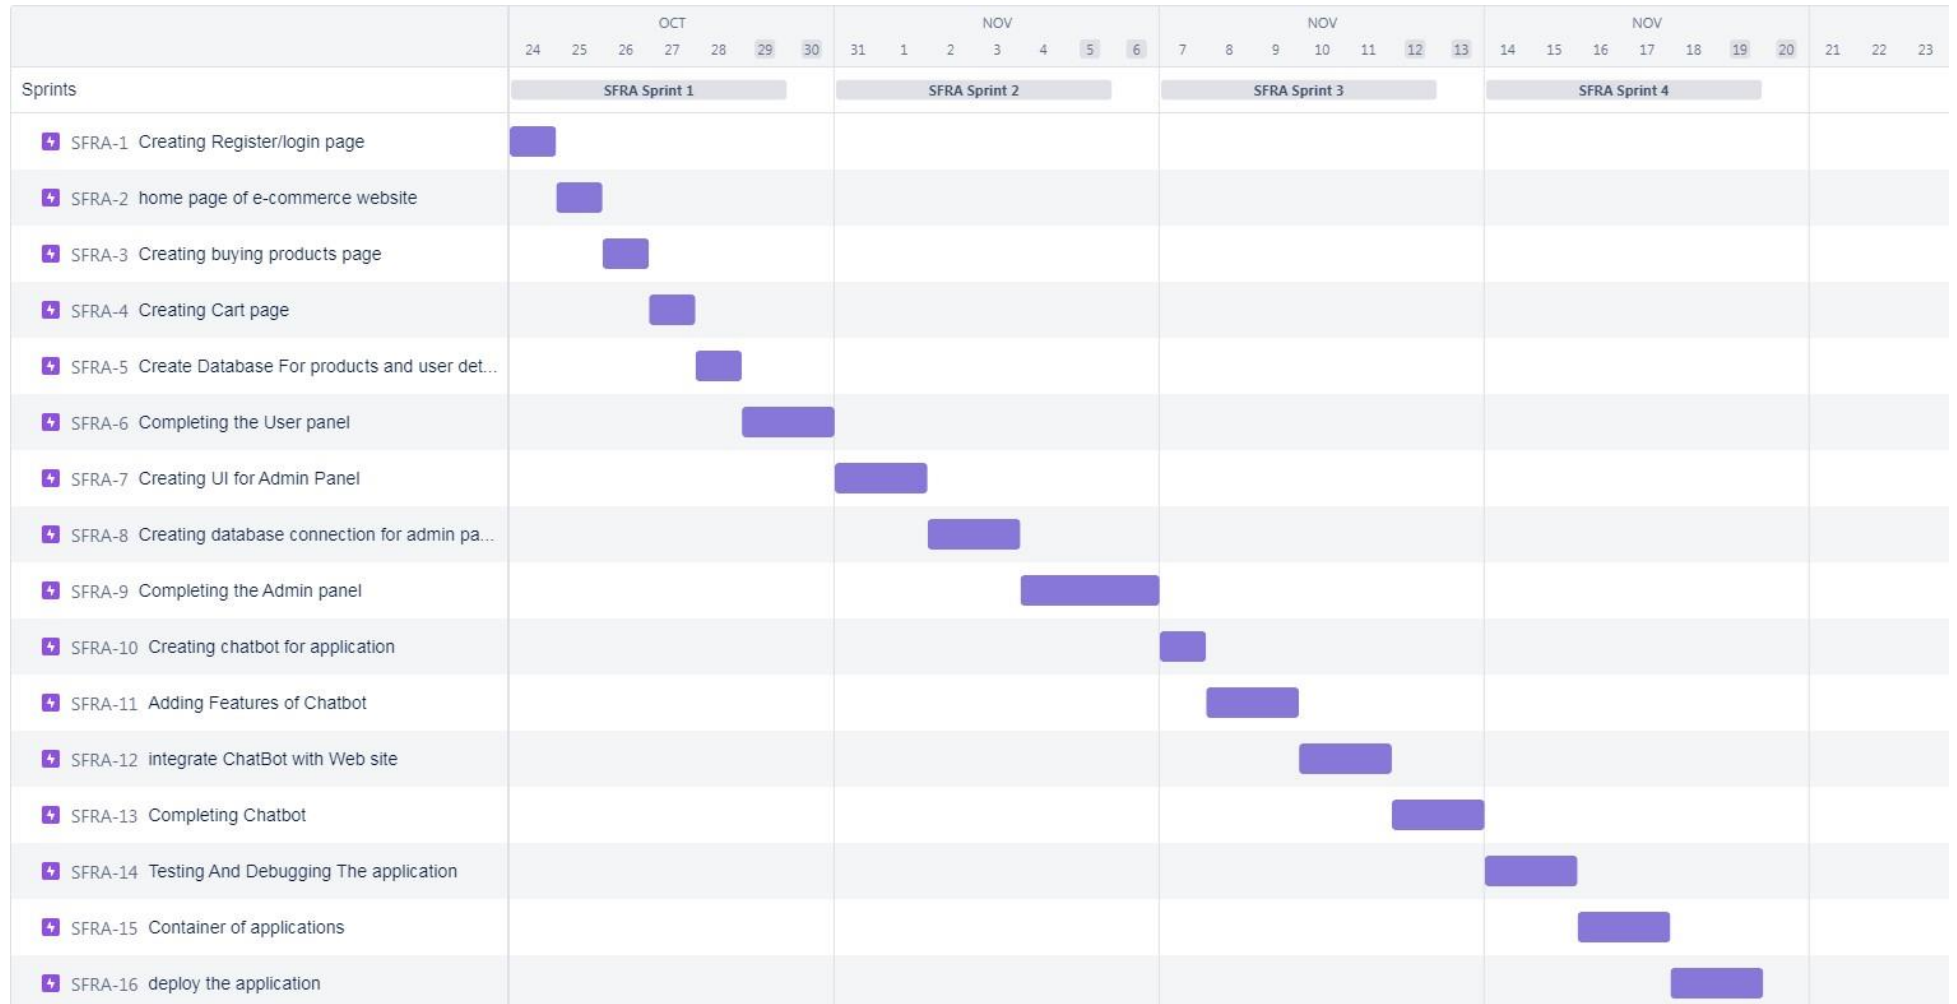 OCT NOV NOV NOV
24 25 26 27 28 29 30 31 1 2 3 4 5 6 7 8 9 10 11 12 13 14 15 16 17 18 19 20 21 22 23
Sprints SFRA Sprint 1 SFRA Sprint 2 SFRA Sprint 3 SFRA Sprint 4
SFRA-1 Creating Register/login page
SFRA-2 home page of e-commerce website
SFRA-3 Creating buying products page
SFRA-4 Creating Cart page
SFRA-5 Create Database For products and user det...
SFRA-6 Completing the User panel
SFRA-7 Creating UI for Admin Panel
SFRA-8 Creating database connection for admin pa...
SFRA-9 Completing the Admin panel
SFRA-10 Creating chatbot for application
SFRA-11 Adding Features of Chatbot
SFRA-12 integrate ChatBot with Web site
SFRA-13 Completing Chatbot
SFRA-14 Testing And Debugging The application
SFRA-15 Container of applications
SFRA-16 deploy the application